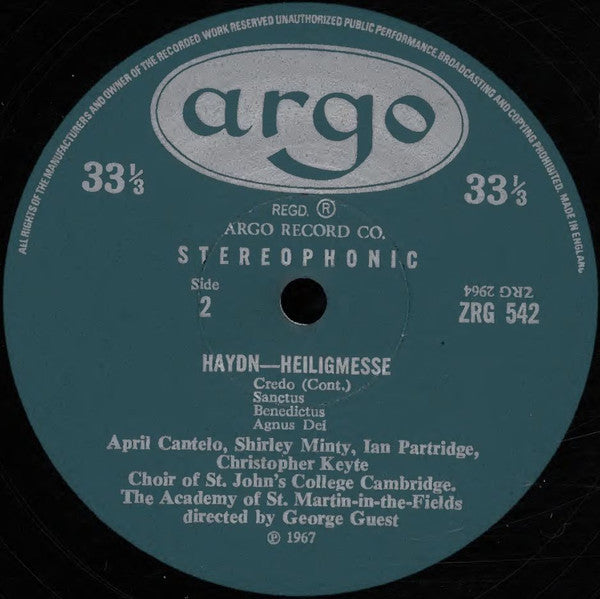 ALL RIGHTS OF THE MANUFACTURERS AND OWNER OF THE RECORDED WORK RESERVED UNAUTHORIZED PUBLIC PERFORMANCE, BROADCASTING AND COPYING PROHIBITED. MADE IN ENGLAND
argo
33⅓
33⅓
REGD. ®
ARGO RECORD CO.
STEREOPHONIC
Side
2
ZRG 2964
ZRG 542
HAYDN—HEILIGMESSE
Credo (Cont.)
Sanctus
Benedictus
Agnus Dei
April Cantelo, Shirley Minty, Ian Partridge,
Christopher Keyte
Choir of St. John's College Cambridge.
The Academy of St. Martin-in-the-Fields
directed by George Guest
℗ 1967